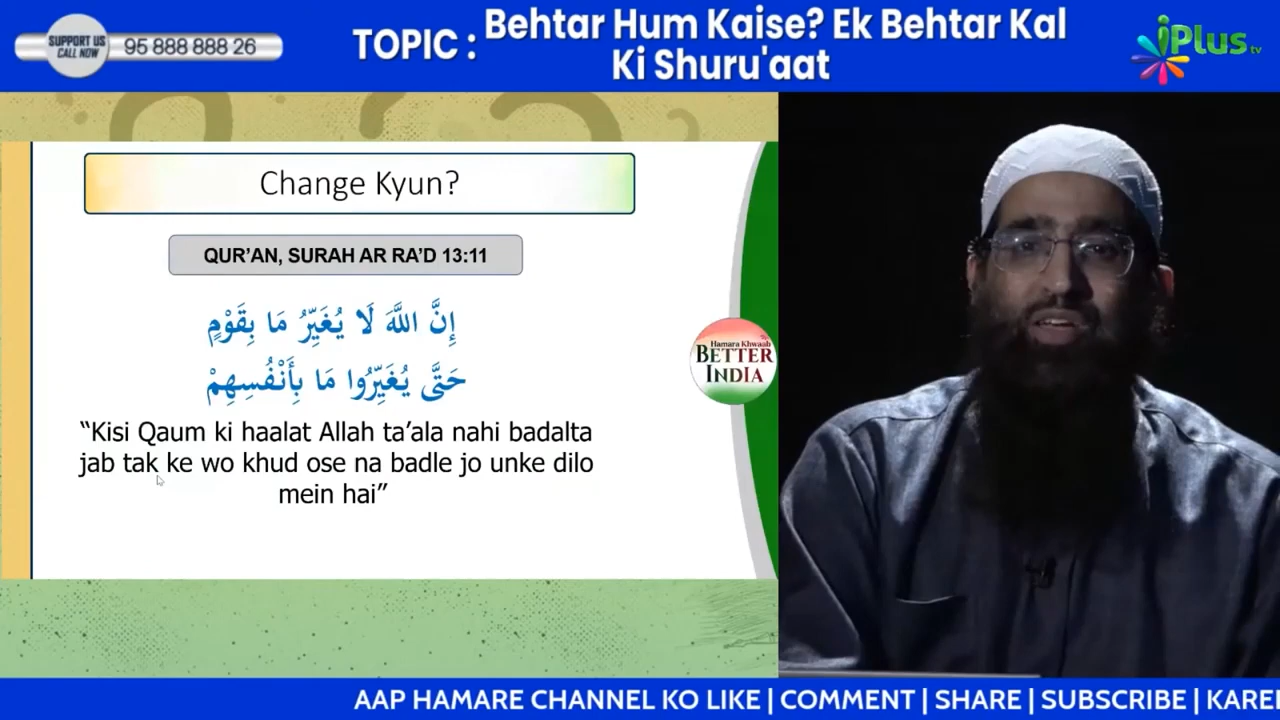 SUPPORT US
CALL NOW
95 888 888 26
TOPIC :
Behtar Hum Kaise? Ek Behtar Kal
Ki Shuru'aat
iPlus tv
Change Kyun?
QUR’AN, SURAH AR RA’D 13:11
إِنَّ اللَّهَ لَا يُغَيِّرُ مَا بِقَوْمٍ
حَتَّى يُغَيِّرُوا مَا بِأَنْفُسِهِمْ
“Kisi Qaum ki haalat Allah ta’ala nahi badalta
jab tak ke wo khud ose na badle jo unke dilo
mein hai”
Hamara Khwaab
BETTER
INDIA
AAP HAMARE CHANNEL KO LIKE | COMMENT | SHARE | SUBSCRIBE | KARE